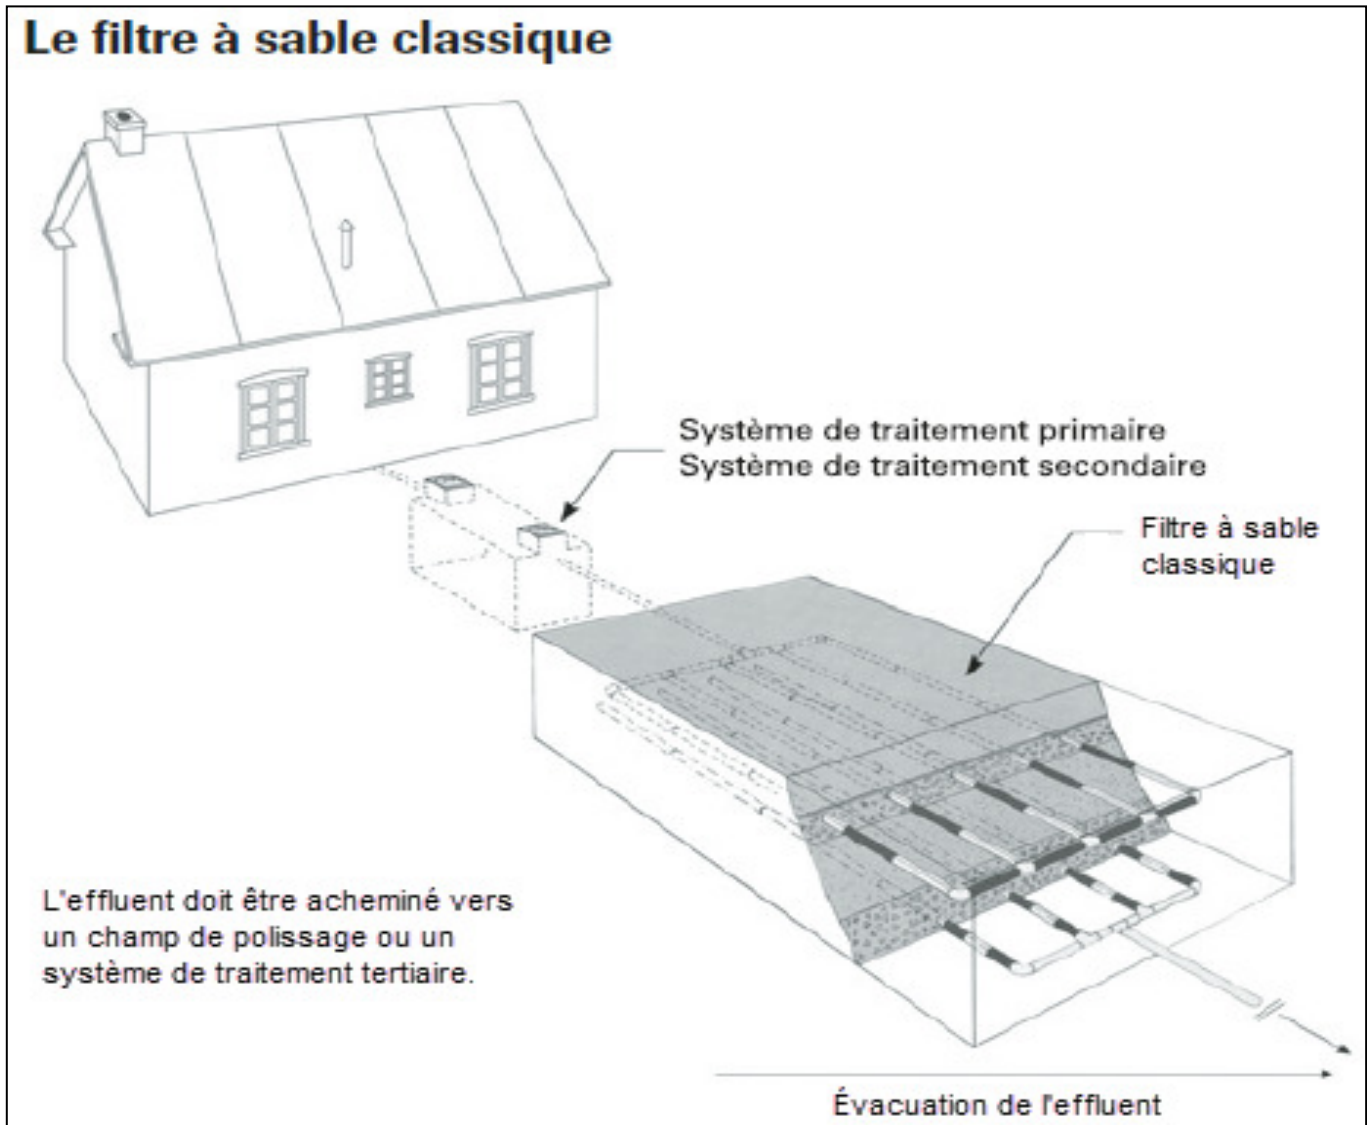 Le filtre à sable classique
Système de traitement primaire
Système de traitement secondaire
Filtre à sable
classique
L'effluent doit être acheminé vers
un champ de polissage ou un
système de traitement tertiaire.
Évacuation de l'effluent